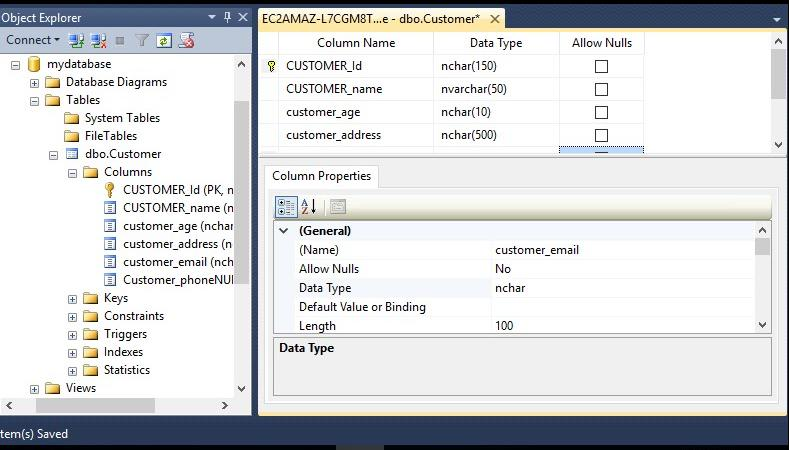 Object Explorer
Connect
mydatabase
Database Diagrams
Tables
System Tables
FileTables
dbo.Customer
Columns
CUSTOMER_Id (PK, n
CUSTOMER_name (n
customer_age (nchar
customer_address (n
customer_email (nch
Customer_phoneNUI
Keys
Constraints
Triggers
Indexes
Statistics
Views
tem(s) Saved
EC2AMAZ-L7CGM8T...e - dbo.Customer*
Column Name Data Type Allow Nulls
CUSTOMER_Id nchar(150)
CUSTOMER_name nvarchar(50)
customer_age nchar(10)
customer_address nchar(500)
Column Properties
(General)
(Name) customer_email
Allow Nulls No
Data Type nchar
Default Value or Binding
Length 100
Data Type